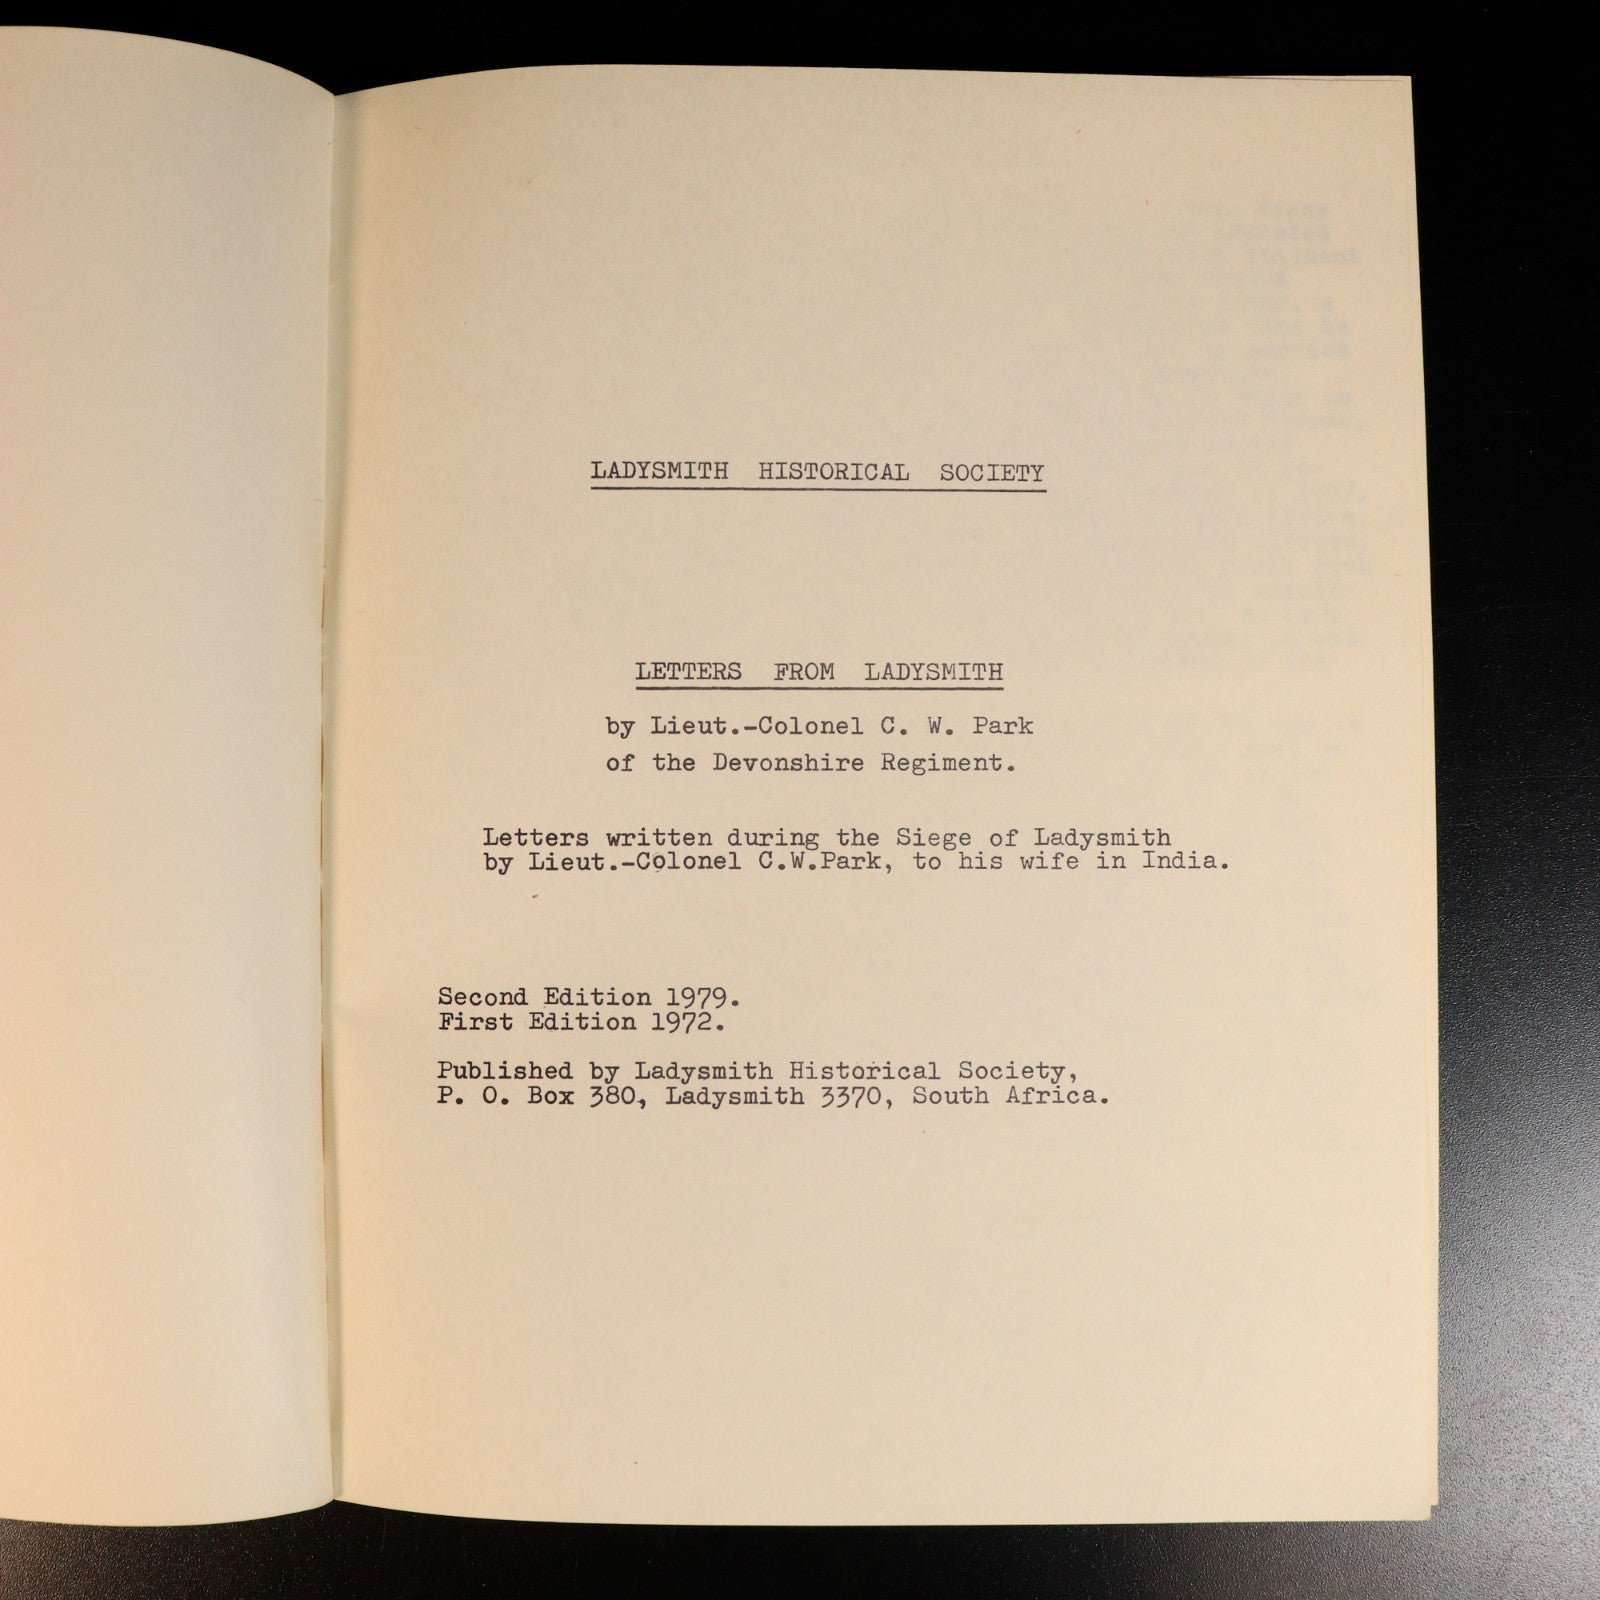 LADYSMITH HISTORICAL SOCIETY
LETTERS FROM LADYSMITH
by Lieut.-Colonel C. W. Park
of the Devonshire Regiment.
Letters written during the Siege of Ladysmith
by Lieut.-Colonel C.W.Park, to his wife in India.
Second Edition 1979.
First Edition 1972.
Published by Ladysmith Historical Society,
P. O. Box 380, Ladysmith 3370, South Africa.